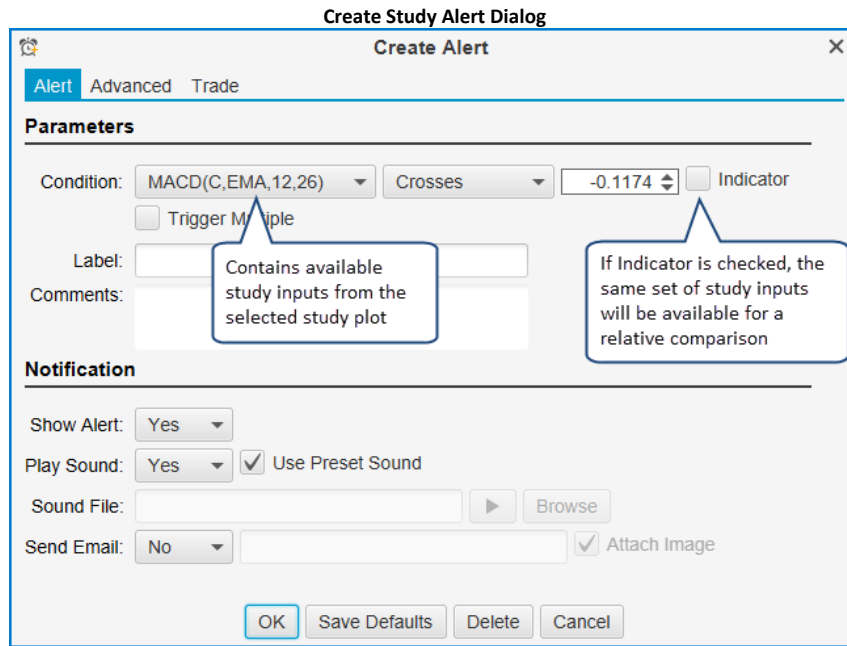 Create Study Alert Dialog
Create Alert
Alert Advanced Trade
Parameters
Condition: MACD(C,EMA,12,26) Crosses -0.1174 Indicator
Trigger M iple
Label:
Comments:
Contains available
study inputs from the
selected study plot
If Indicator is checked, the
same set of study inputs
will be available for a
relative comparison
Notification
Show Alert: Yes
Play Sound: Yes Use Preset Sound
Sound File: Browse
Send Email: No Attach Image
OK Save Defaults Delete Cancel